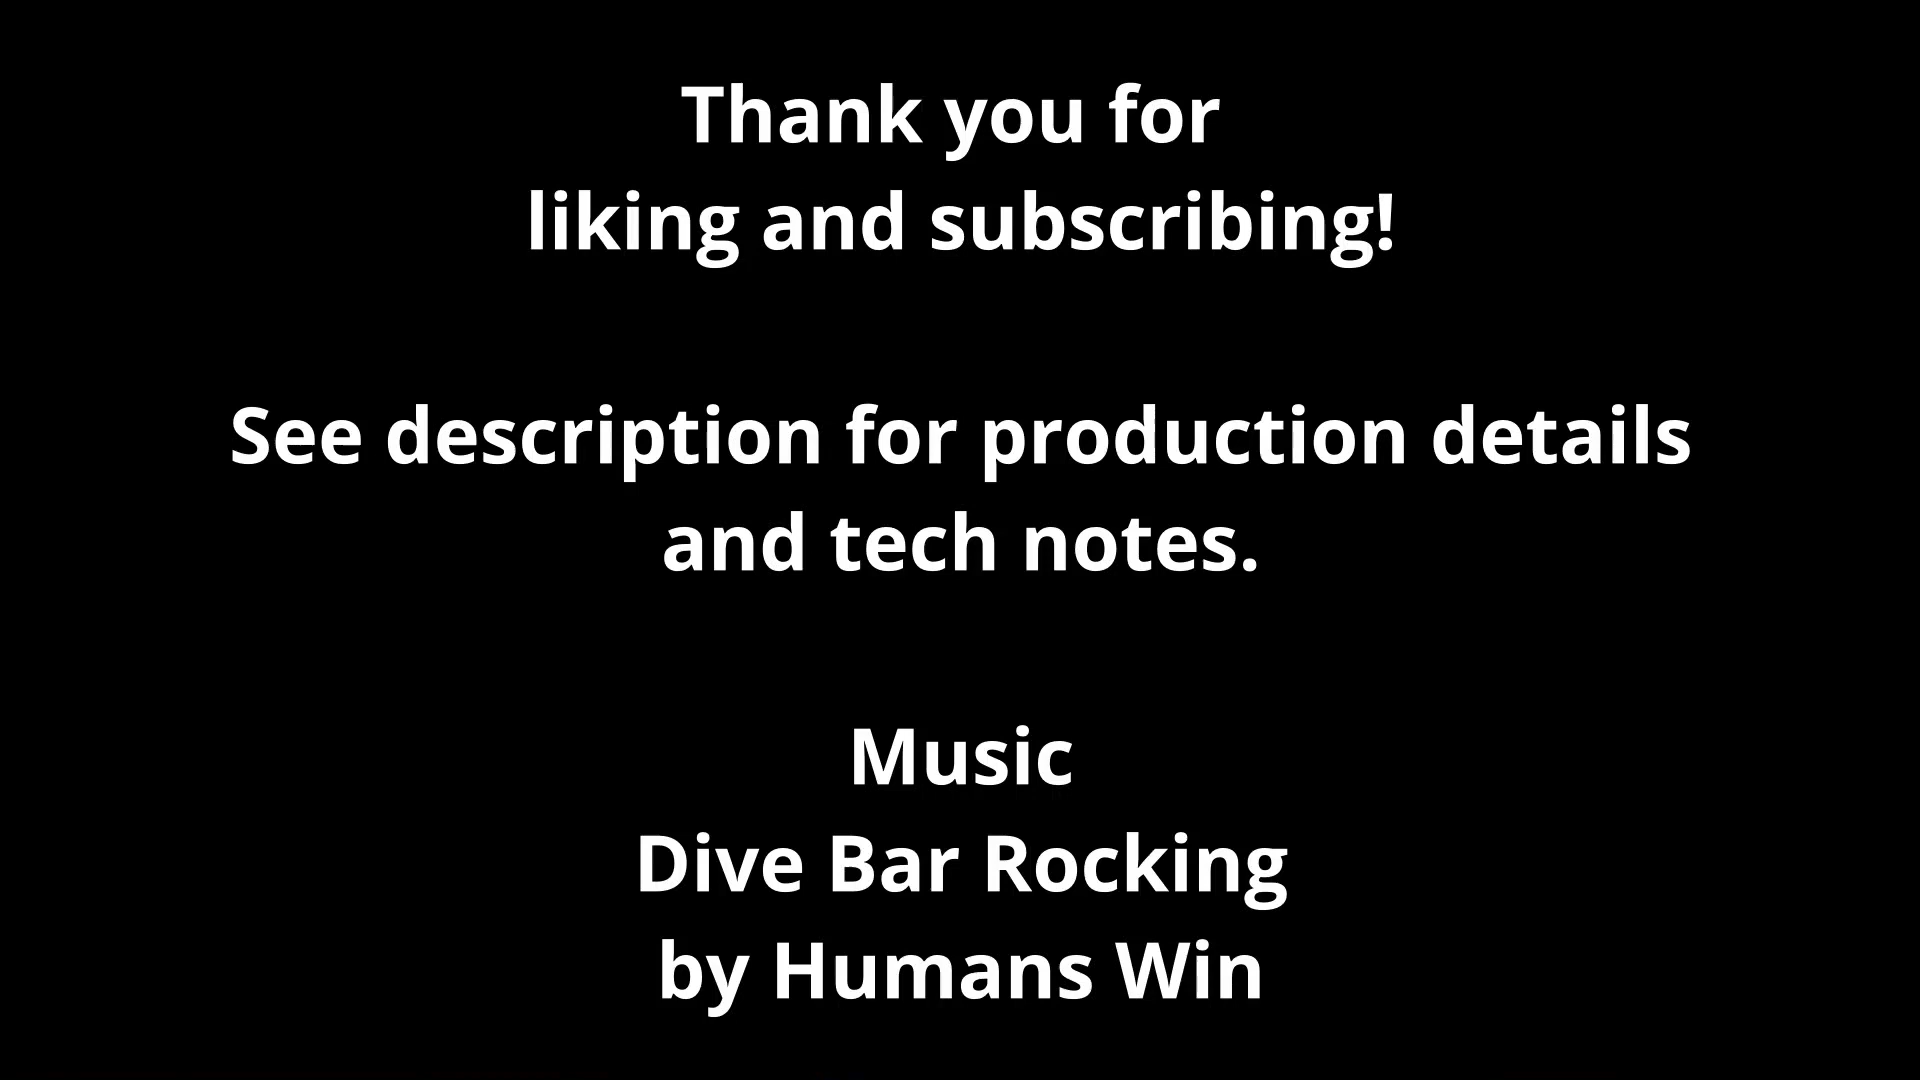 Thank you for
liking and subscribing!
See description for production details
and tech notes.
Music
Dive Bar Rocking
by Humans Win